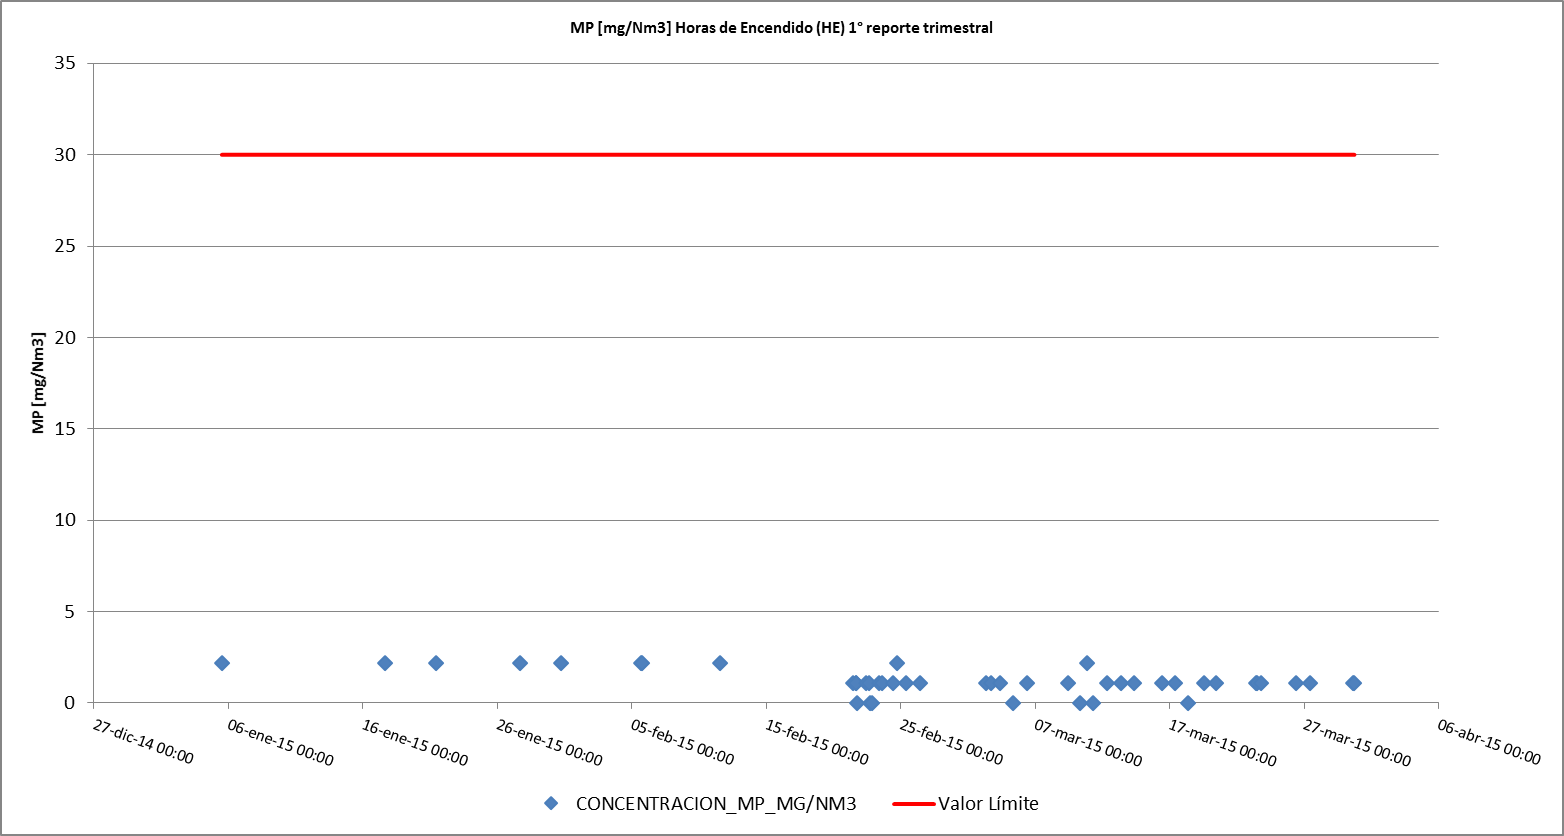 MP [mg/Nm3] Horas de Encendido (HE) 1° reporte trimestral
35
30
25
20
15
10
5
0
MP [mg/Nm3]
27-dic-14 00:00
06-ene-15 00:00
16-ene-15 00:00
26-ene-15 00:00
05-feb-15 00:00
15-feb-15 00:00
25-feb-15 00:00
07-mar-15 00:00
17-mar-15 00:00
27-mar-15 00:00
06-abr-15 00:00
CONCENTRACION_MP_MG/NM3
Valor Límite